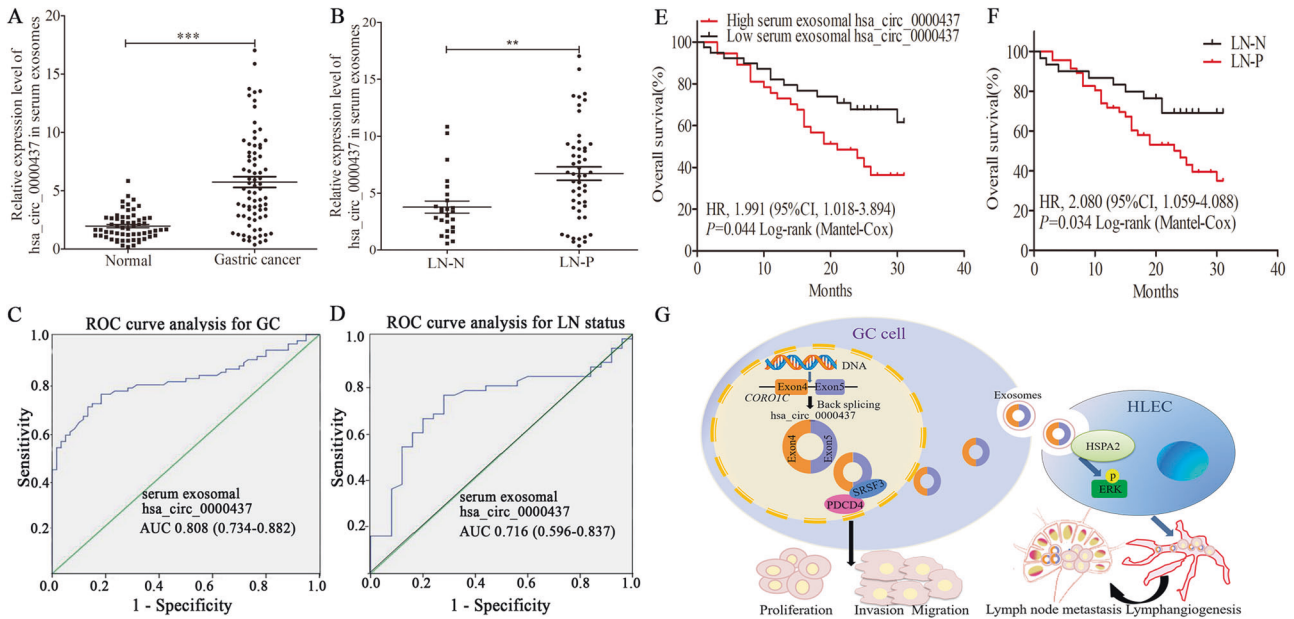 A
Relative expression level of
hsa_circ_0000437 in serum exosomes
20
15
10
5
0
***
Normal
Gastric cancer
B
Relative expression level of
hsa_circ_0000437 in serum exosomes
20
15
10
5
0
**
LN-N
LN-P
E
High serum exosomal hsa_circ_0000437
Low serum exosomal hsa_circ_0000437
Overall survival(%)
100
80
60
40
20
0
HR, 1.991 (95%CI, 1.018-3.894)
P=0.044 Log-rank (Mantel-Cox)
0
10
20
30
40
Months
F
LN-N
LN-P
Overall survival(%)
100
80
60
40
20
0
HR, 2.080 (95%CI, 1.059-4.088)
P=0.034 Log-rank (Mantel-Cox)
0
10
20
30
40
Months
C
ROC curve analysis for GC
Sensitivity
1.0
0.8
0.6
0.4
0.2
serum exosomal
hsa_circ_0000437
AUC 0.808 (0.734-0.882)
0.0
0.2
0.4
0.6
0.8
1.0
1 - Specificity
D
ROC curve analysis for LN status
Sensitivity
1.0
0.8
0.6
0.4
0.2
serum exosomal
hsa_circ_0000437
AUC 0.716 (0.596-0.837)
0.0
0.2
0.4
0.6
0.8
1.0
1 - Specificity
G
GC cell
DNA
Exon4
Exon5
CORO1C
Back splicing
hsa_circ_0000437
Exon4
Exon5
SRSF3
PDCD4
Exosomes
HLEC
HSPA2
P
ERK
Proliferation
Invasion Migration
Lymph node metastasis
Lymphangiogenesis